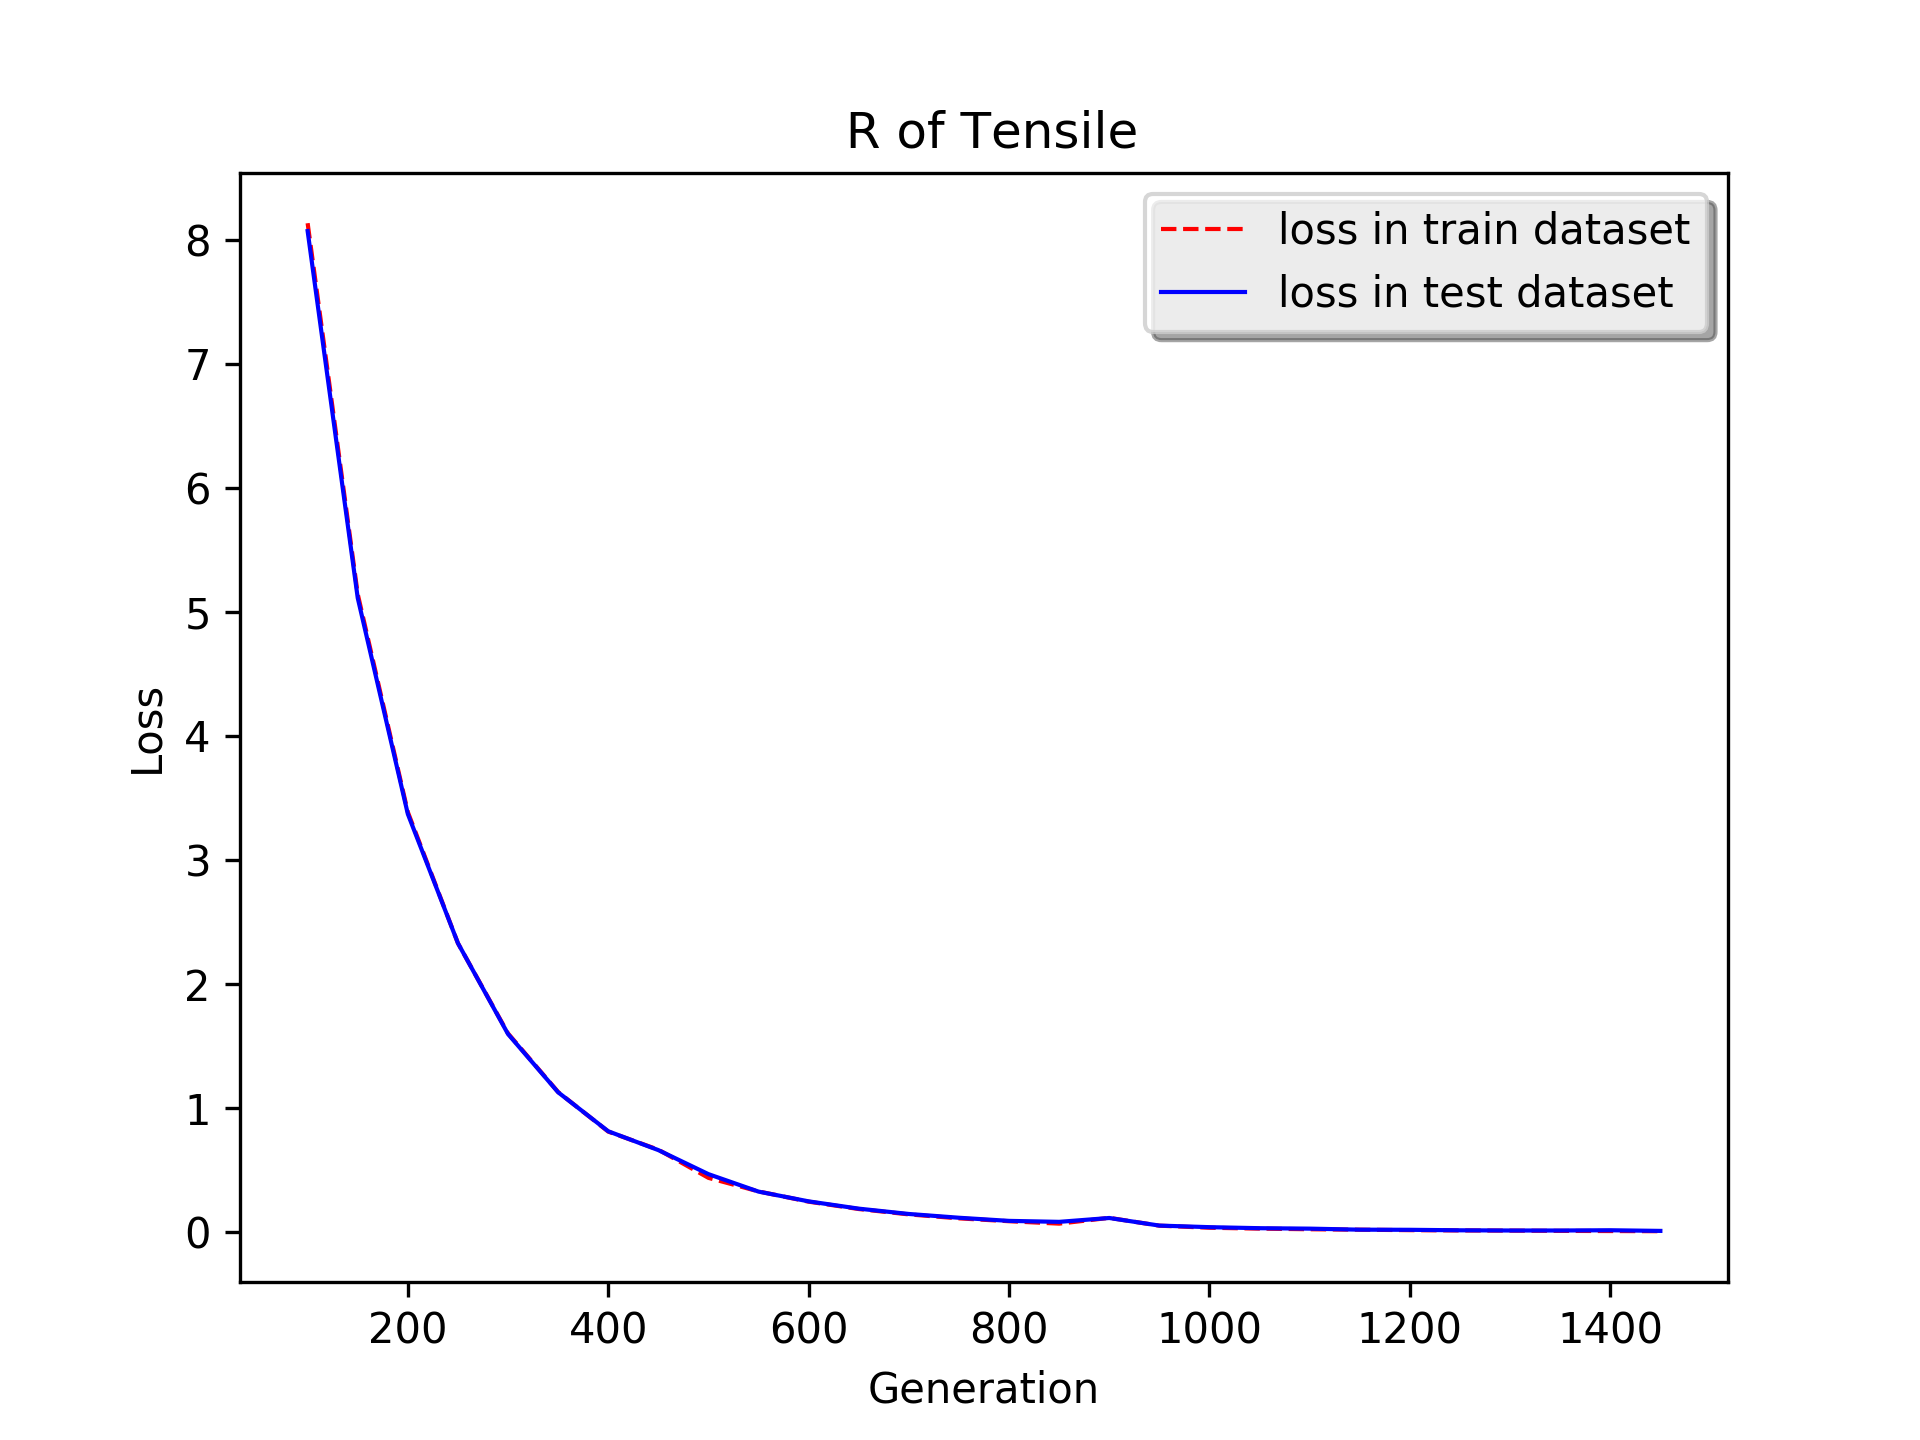 R of Tensile
loss in train dataset
loss in test dataset
8
7
6
5
4
3
2
1
0
Loss
200 400 600 800 1000 1200 1400
Generation